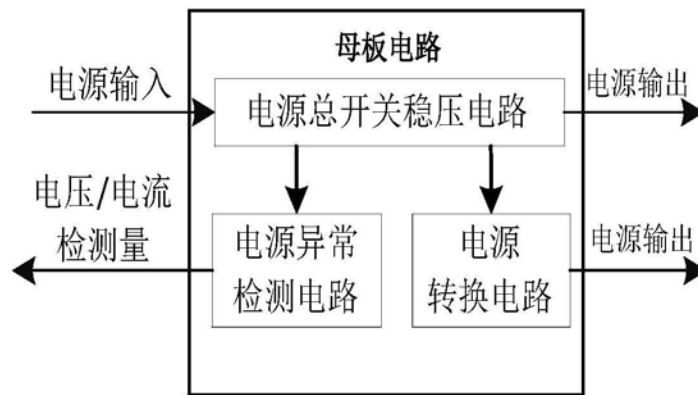 母板电路
电源输入
电源总开关稳压电路
电源输出
电压/电流
检测量
电源异常
检测电路
电源
转换电路
电源输出